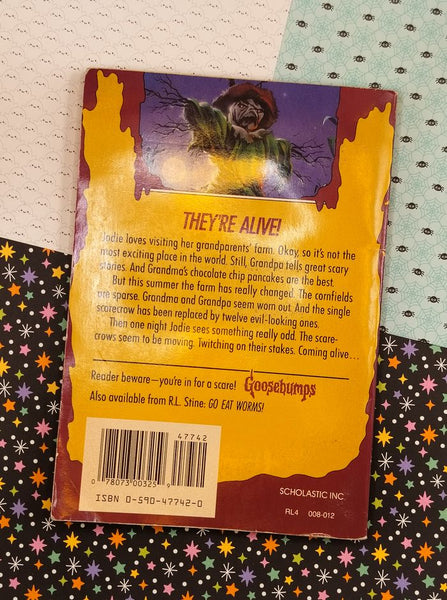 THEY'RE ALIVE!
Jodie loves visiting her grandparents' farm. Okay, so it's not the
most exciting place in the world. Still, Grandpa tells great scary
stories. And Grandma's chocolate chip pancakes are the best.
But this summer the farm has really changed. The cornfields
are sparse. Grandma and Grandpa seem worn out. And the single
scarecrow has been replaced by twelve evil-looking ones.
Then one night Jodie sees something really odd. The scare-
crows seem to be moving. Twitching on their stakes. Coming alive...
Reader beware—you're in for a scare! Goosebumps
Also available from R.L. Stine: GO EAT WORMS!
47742
0 78073 00325 9
ISBN 0-590-47742-0
SCHOLASTIC INC.
RL4 008-012